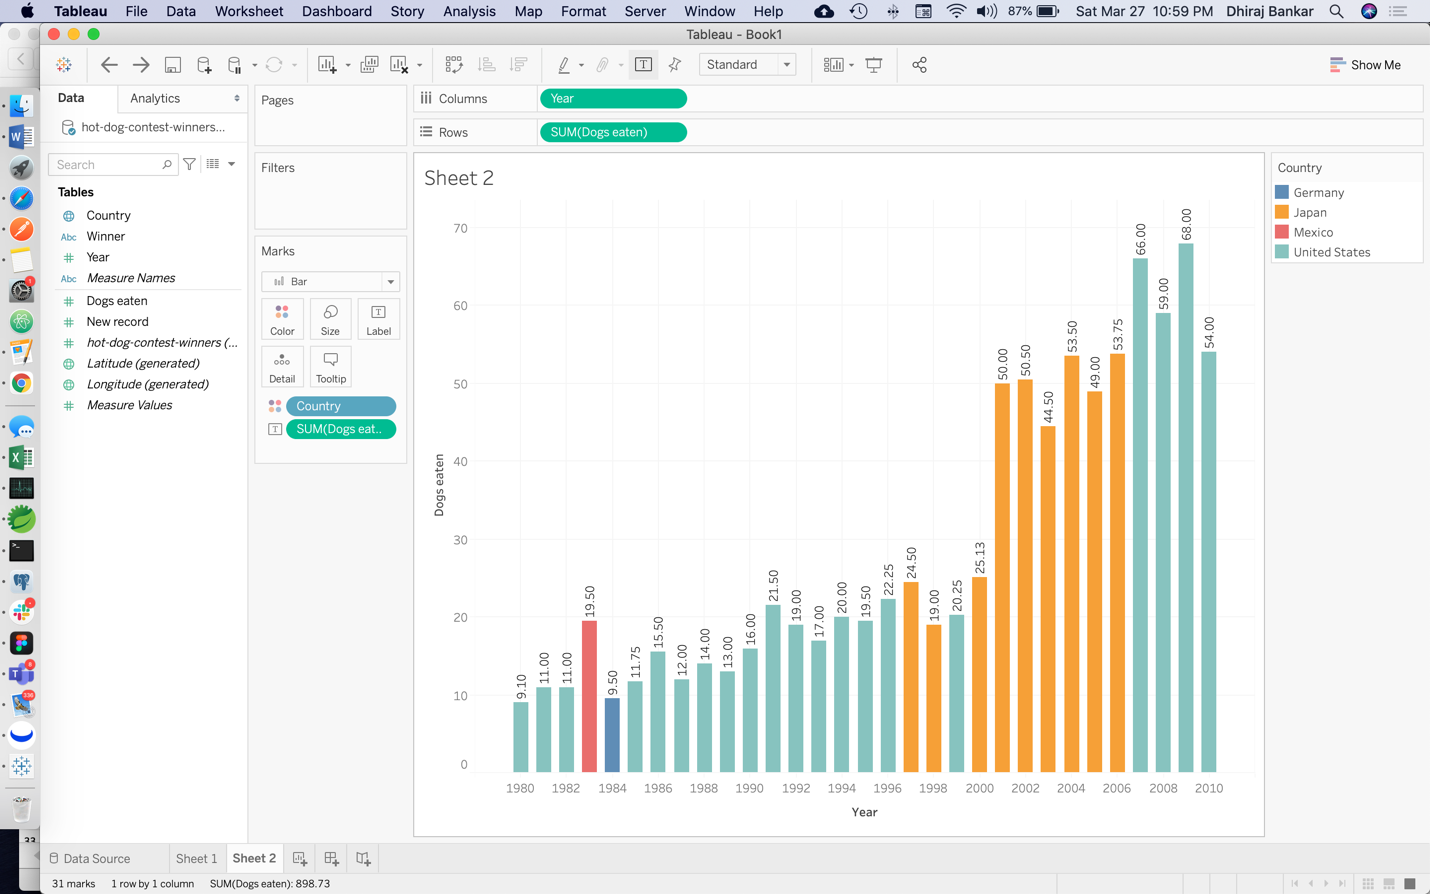 Tableau File Data Worksheet Dashboard Story Analysis Map Format Server Window Help 87% Sat Mar 27 10:59 PM Dhiraj Bankar
Tableau - Book1
Standard
Show Me
Data Analytics
hot-dog-contest-winners...
Search
Tables
Country
Abc Winner
Year
Abc Measure Names
Dogs eaten
New record
hot-dog-contest-winners (...
Latitude (generated)
Longitude (generated)
Measure Values
Pages
Filters
Marks
Bar
Color Size Label
Detail Tooltip
Country
SUM(Dogs eat..
Columns Year
Rows SUM(Dogs eaten)
Sheet 2
70
60
50
40
30
20
10
0
Dogs eaten
9.10
11.00
11.00
19.50
9.50
11.75
15.50
12.00
14.00
13.00
16.00
21.50
19.00
17.00
20.00
19.50
22.25
24.50
19.00
20.25
25.13
50.00
50.50
44.50
53.50
49.00
53.75
66.00
59.00
68.00
54.00
1980 1982 1984 1986 1988 1990 1992 1994 1996 1998 2000 2002 2004 2006 2008 2010
Year
Country
Germany
Japan
Mexico
United States
Data Source Sheet 1 Sheet 2
31 marks 1 row by 1 column SUM(Dogs eaten): 898.73